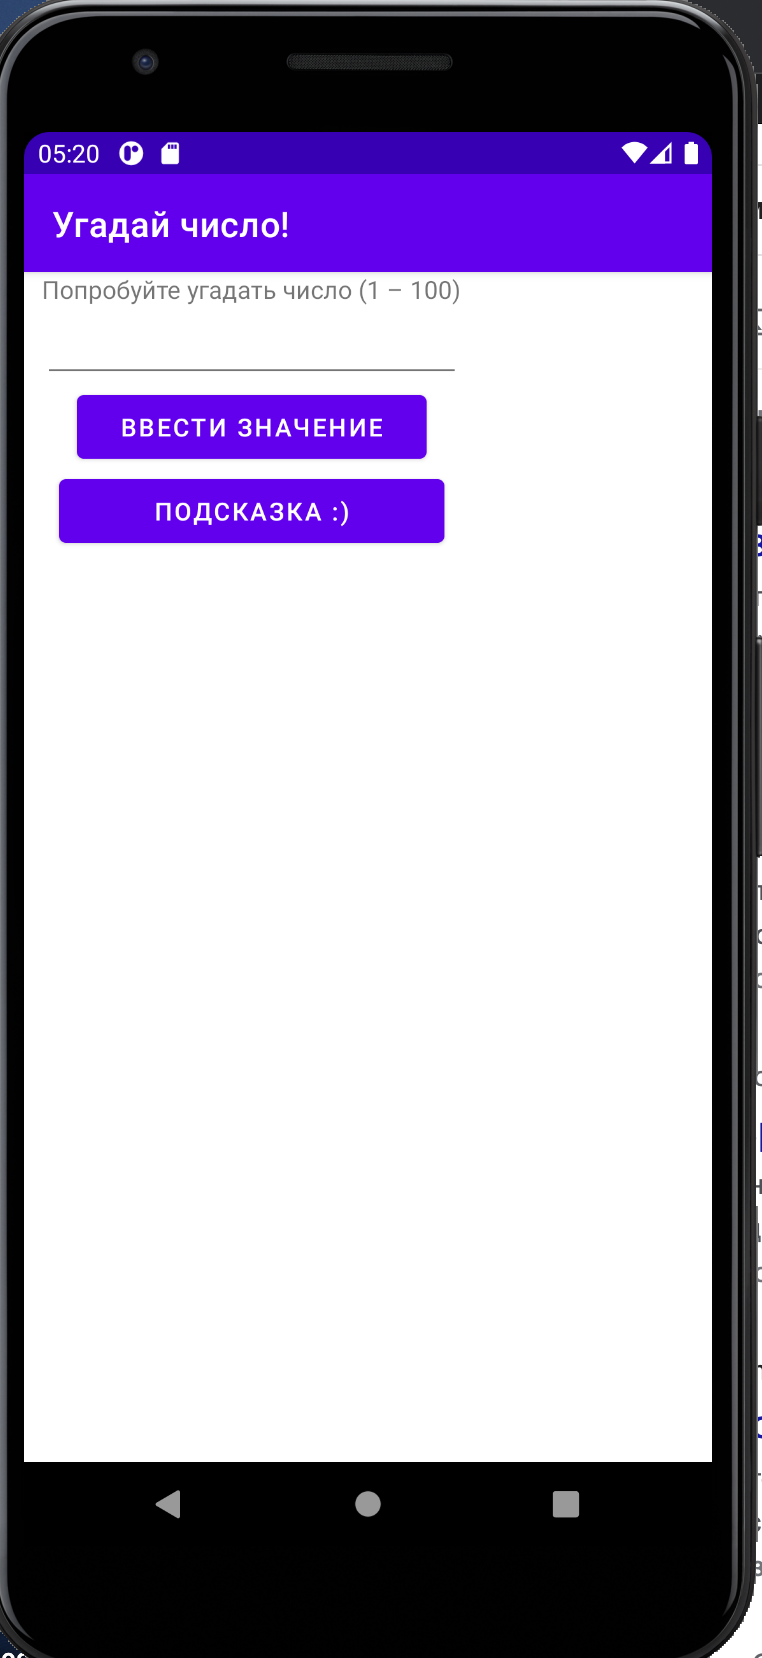 05:20
Угадай число!
Попробуйте угадать число (1 – 100)
ВВЕСТИ ЗНАЧЕНИЕ
ПОДСКАЗКА :)